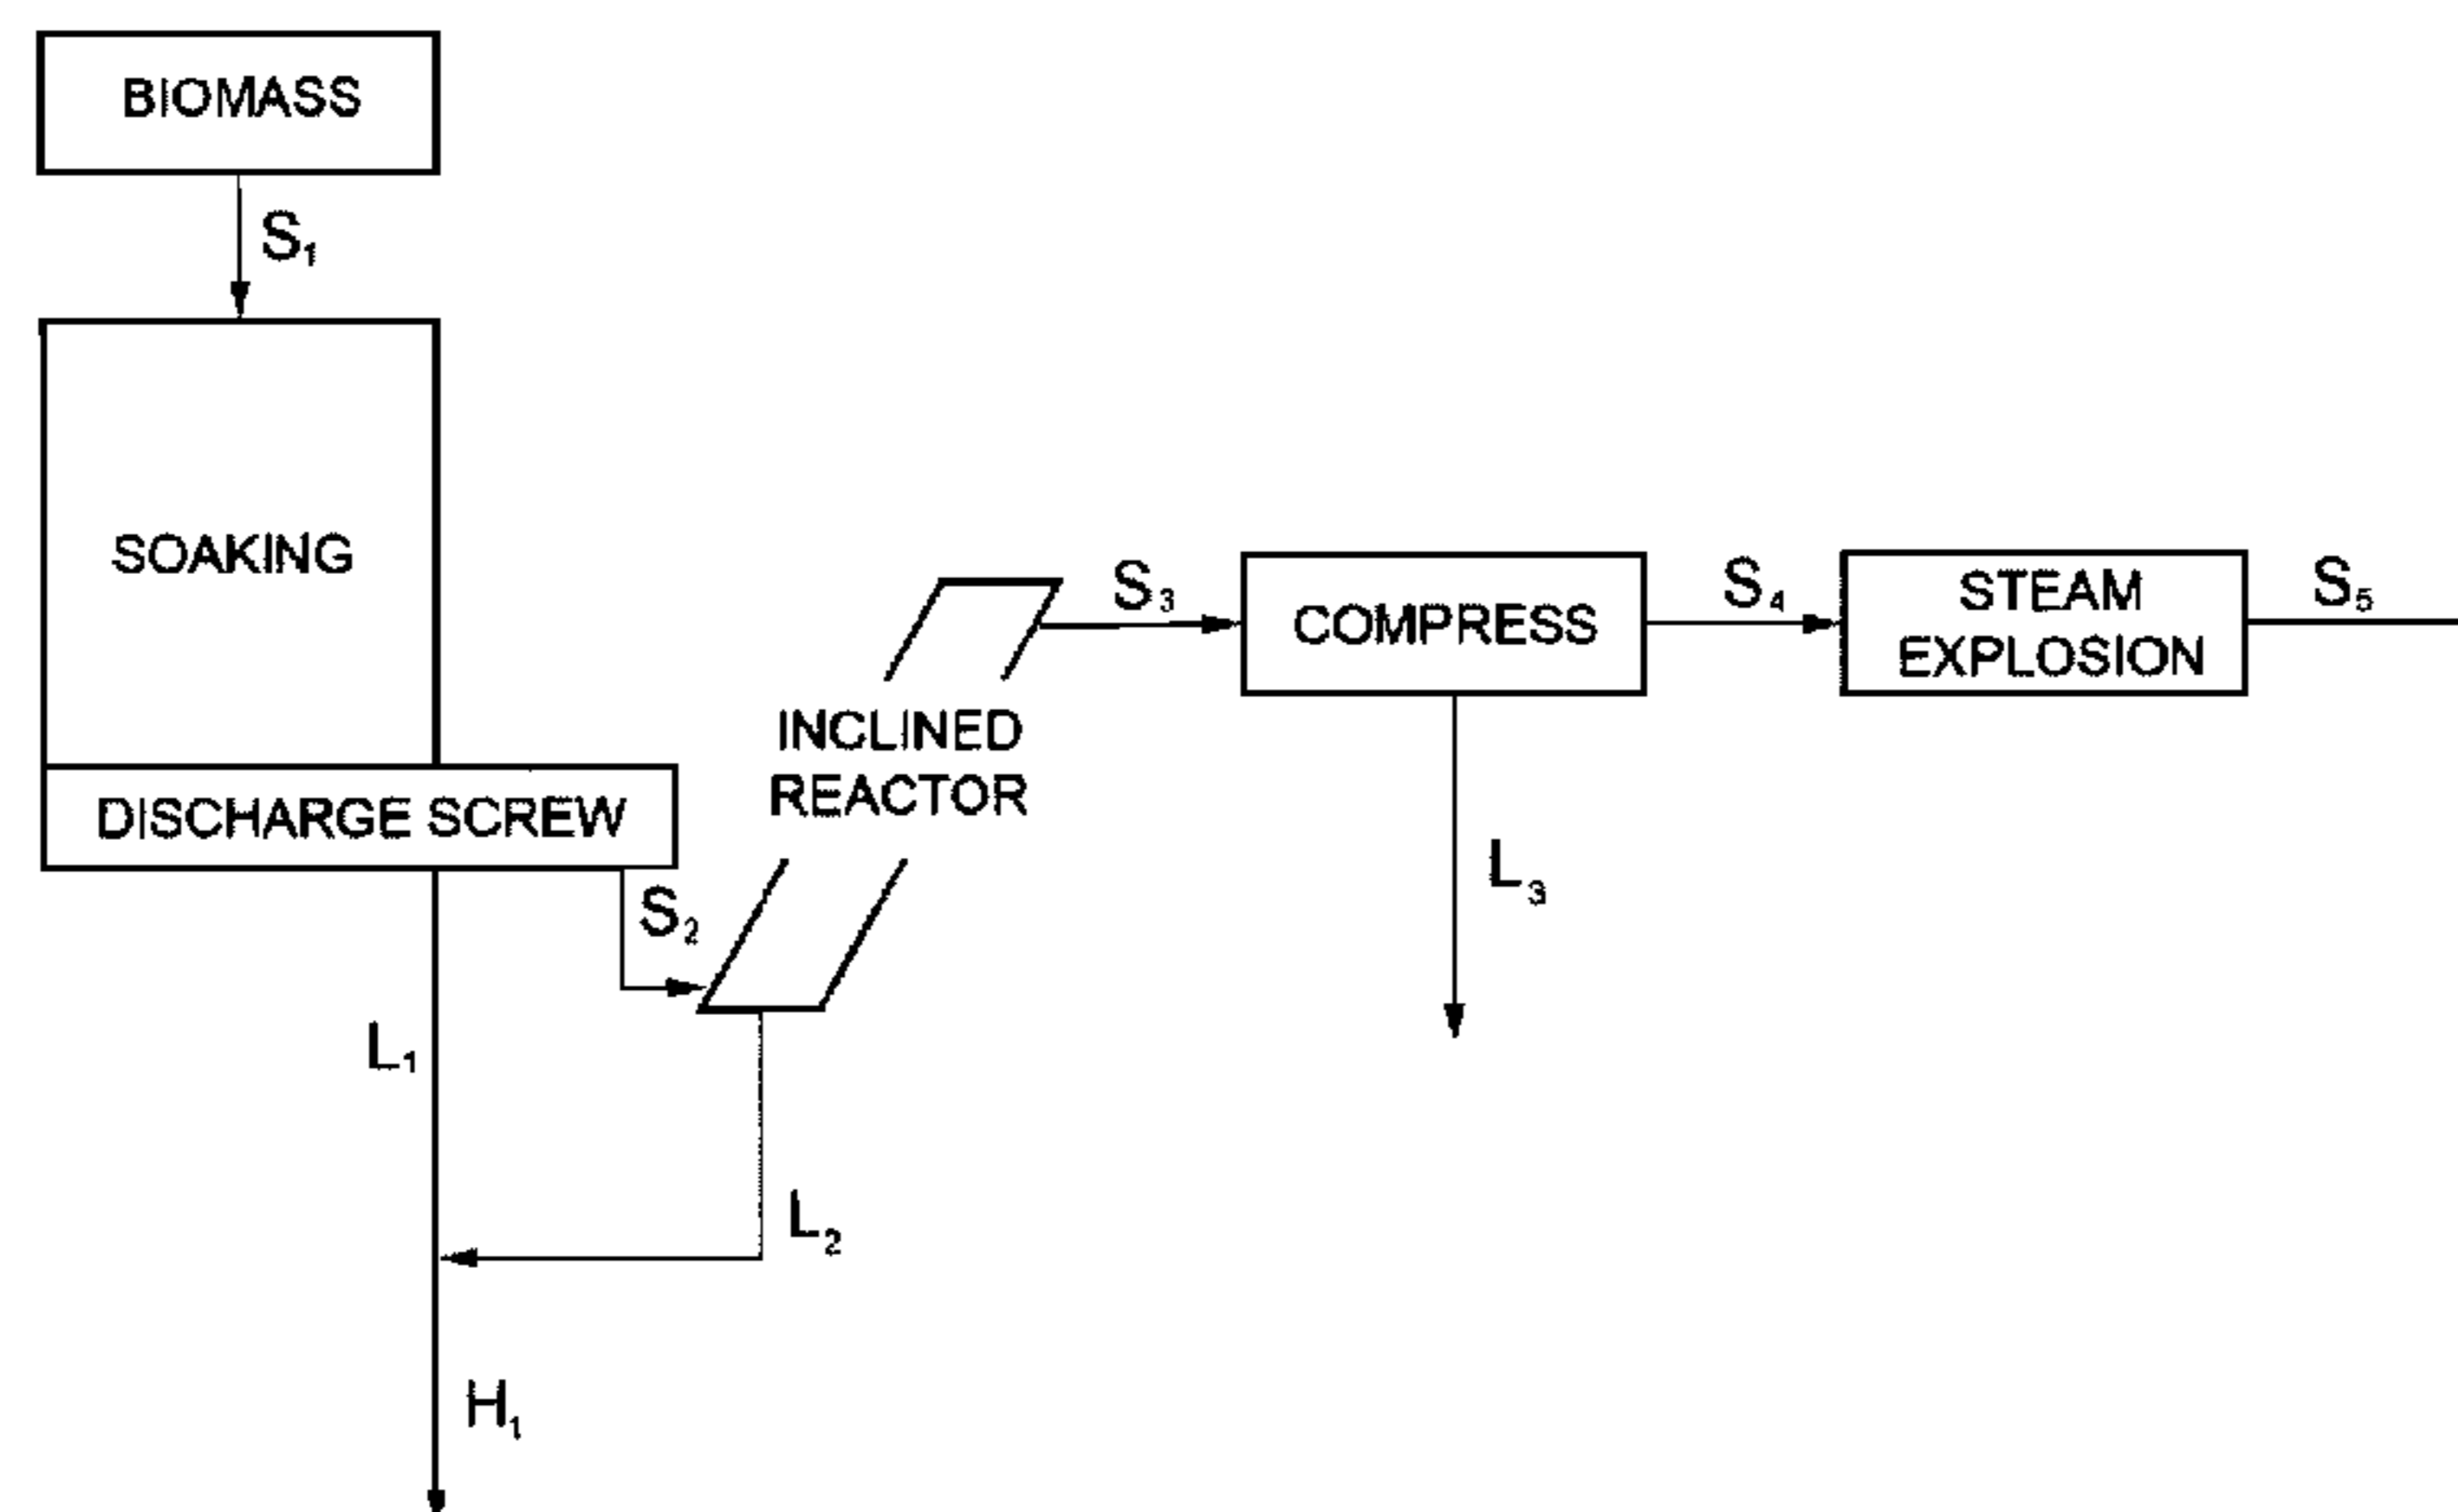 BIOMASS
S₁
SOAKING
DISCHARGE SCREW
S₂
L₁
INCLINED
REACTOR
L₂
H₁
S₃
COMPRESS
L₃
S₄
STEAM
EXPLOSION
S₅